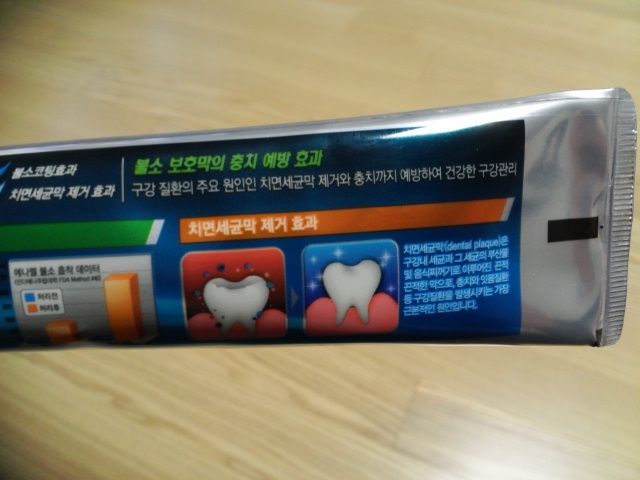 불소코팅효과
치면세균막 제거 효과
불소 보호막의 충치 예방 효과
구강 질환의 주요 원인인 치면세균막 제거와 충치까지 예방하여 건강한 구강관리
치면세균막 제거 효과
에나멜 불소 흡착 데이터
FDA Method #40)
처리전
처리후
치면세균막(dental plaque)은
구강내 세균과 그 세균의 부산물
및 음식찌꺼기로 이루어진 끈적
끈적한 막으로, 충치와 잇몸질환
등 구강질환을 발생시키는 가장
근본적인 원인입니다.